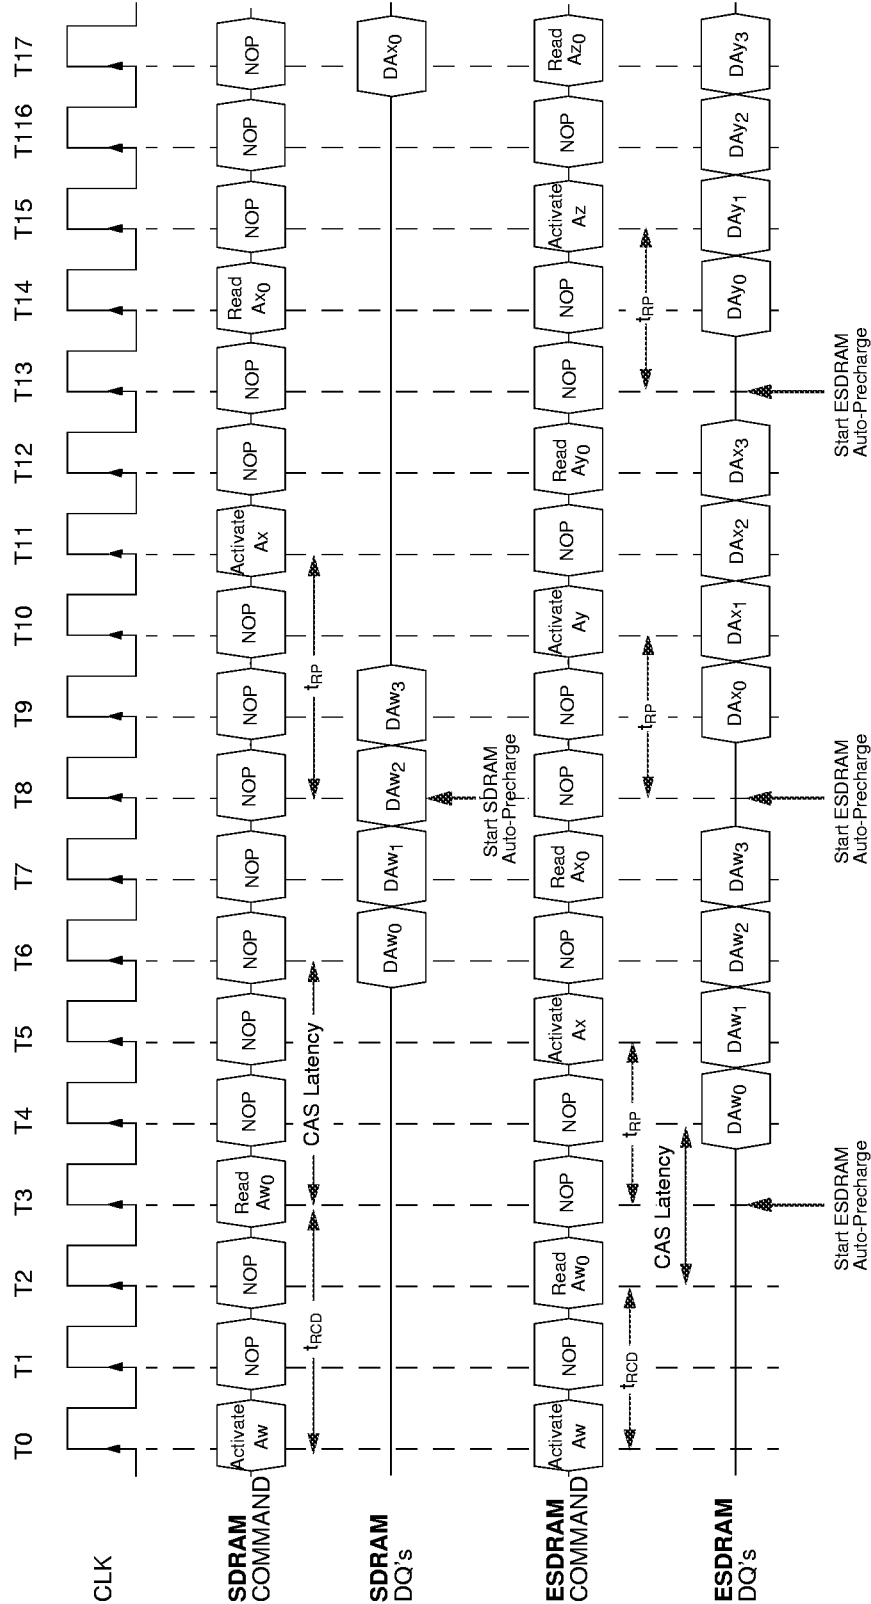 T0 T1 T2 T3 T4 T5 T6 T7 T8 T9 T10 T11 T12 T13 T14 T15 T116 T17
CLK
SDRAM
COMMAND
Activate Aw NOP NOP Read Aw0 NOP NOP NOP NOP NOP NOP NOP Activate Ax NOP NOP Read Ax0 NOP NOP NOP
tRCD CAS Latency tRP
SDRAM
DQ's
DAw0 DAw1 DAw2 DAw3 DAx0
Start SDRAM
Auto-Precharge
ESDRAM
COMMAND
Activate Aw NOP Read Aw0 NOP NOP Activate Ax NOP Read Ax0 NOP NOP Activate Ay NOP Read Ay0 NOP NOP Activate Az NOP Read Az0
tRCD tRP tRP tRP
CAS Latency
ESDRAM
DQ's
DAw0 DAw1 DAw2 DAw3 DAx0 DAx1 DAx2 DAx3 DAy0 DAy1 DAy2 DAy3
Start ESDRAM
Auto-Precharge
Start ESDRAM
Auto-Precharge
Start ESDRAM
Auto-Precharge